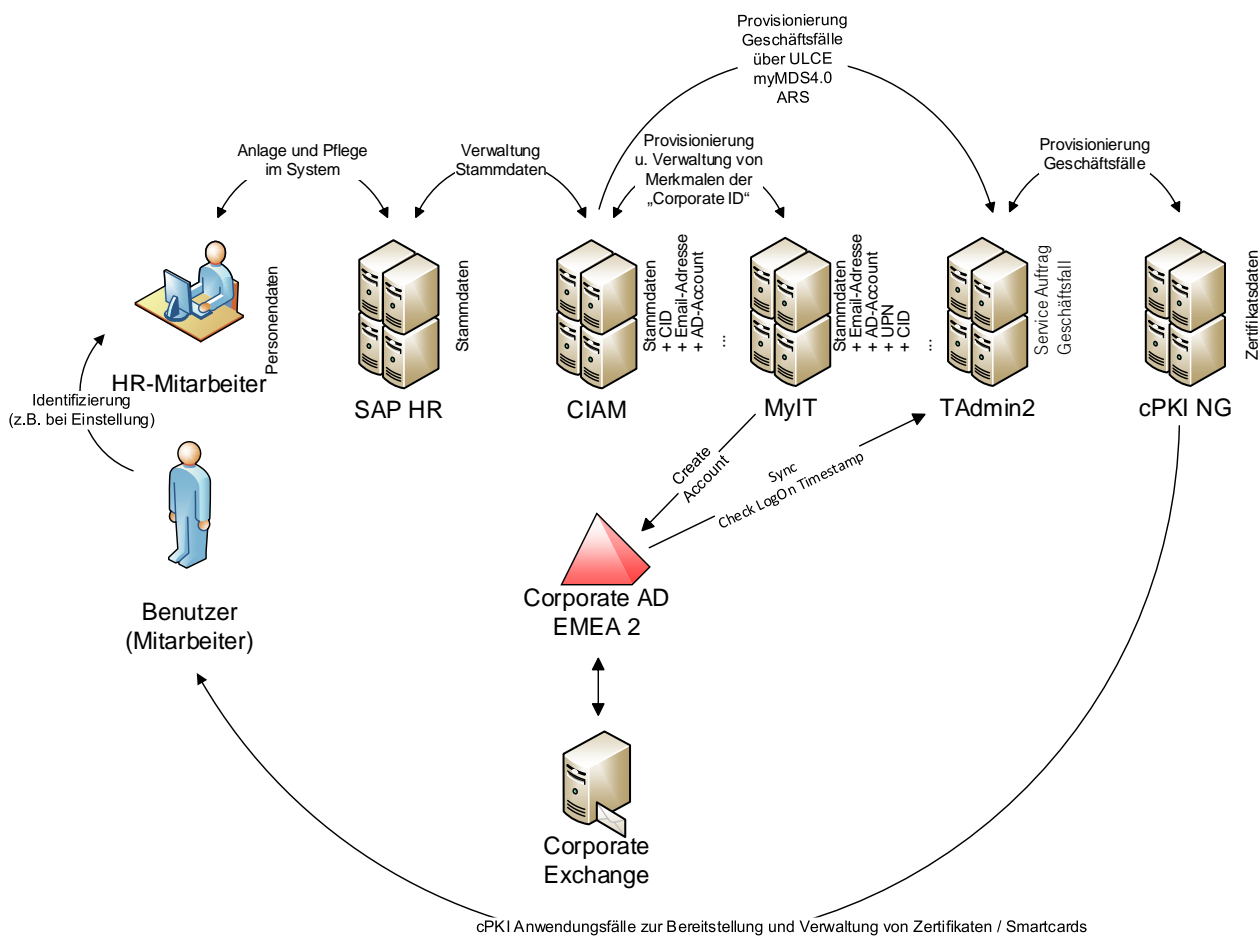 Provisionierung
Geschäftsfälle
über ULCE
myMDS4.0
ARS
Anlage und Pflege
im System
Verwaltung
Stammdaten
Provisionierung
u. Verwaltung von
Merkmalen der
„Corporate ID“
Provisionierung
Geschäftsfälle
Personendaten
Stammdaten
Stammdaten
+ CID
+ Email-Adresse
+ AD-Account
...
Stammdaten
+ Email-Adresse
+ AD-Account
+ UPN
+ CID
...
Service Auftrag
Geschäftsfall
Zertifikatsdaten
HR-Mitarbeiter
SAP HR
CIAM
MyIT
TAdmin2
cPKI NG
Identifizierung
(z.B. bei Einstellung)
Create
Account
Sync
Check LogOn Timestamp
Benutzer
(Mitarbeiter)
Corporate AD
EMEA 2
Corporate
Exchange
cPKI Anwendungsfälle zur Bereitstellung und Verwaltung von Zertifikaten / Smartcards